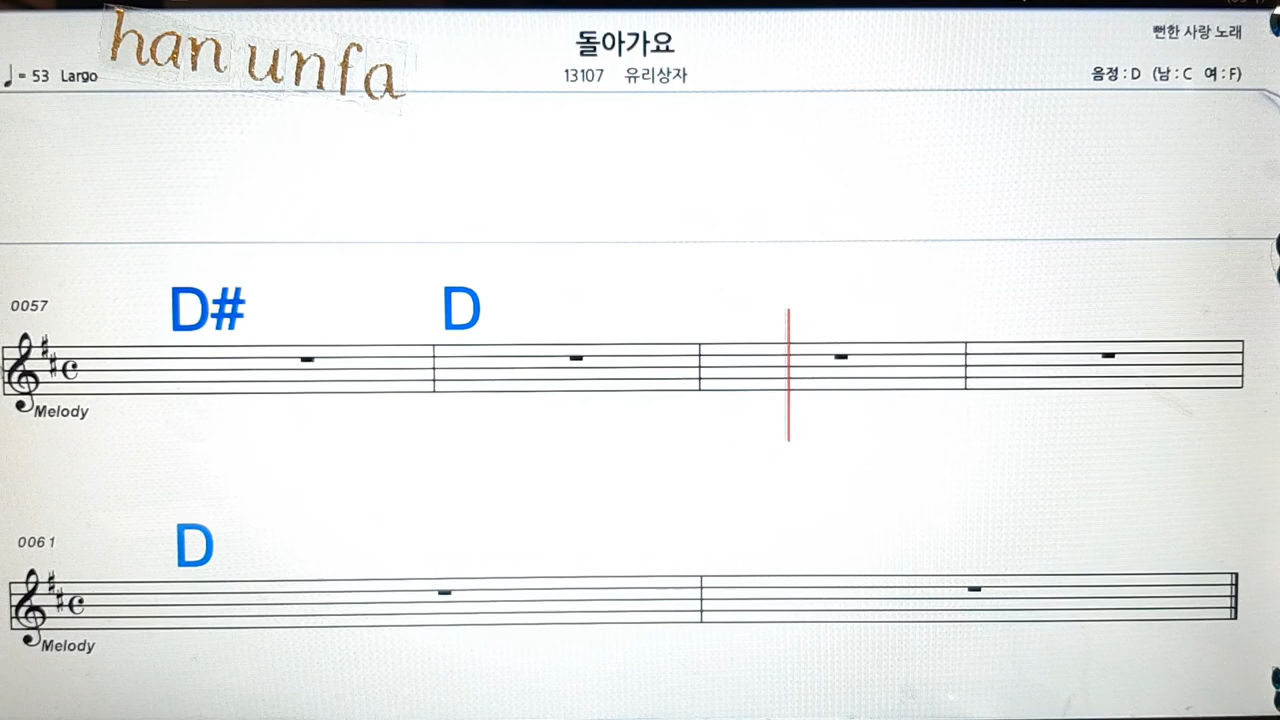 han unfa
돌아가요
뻔한 사랑 노래
♩= 53 Largo
13107 유리상자
음정 : D (남 : C 여 : F)
0057
D# D
Melody
0061
D
Melody